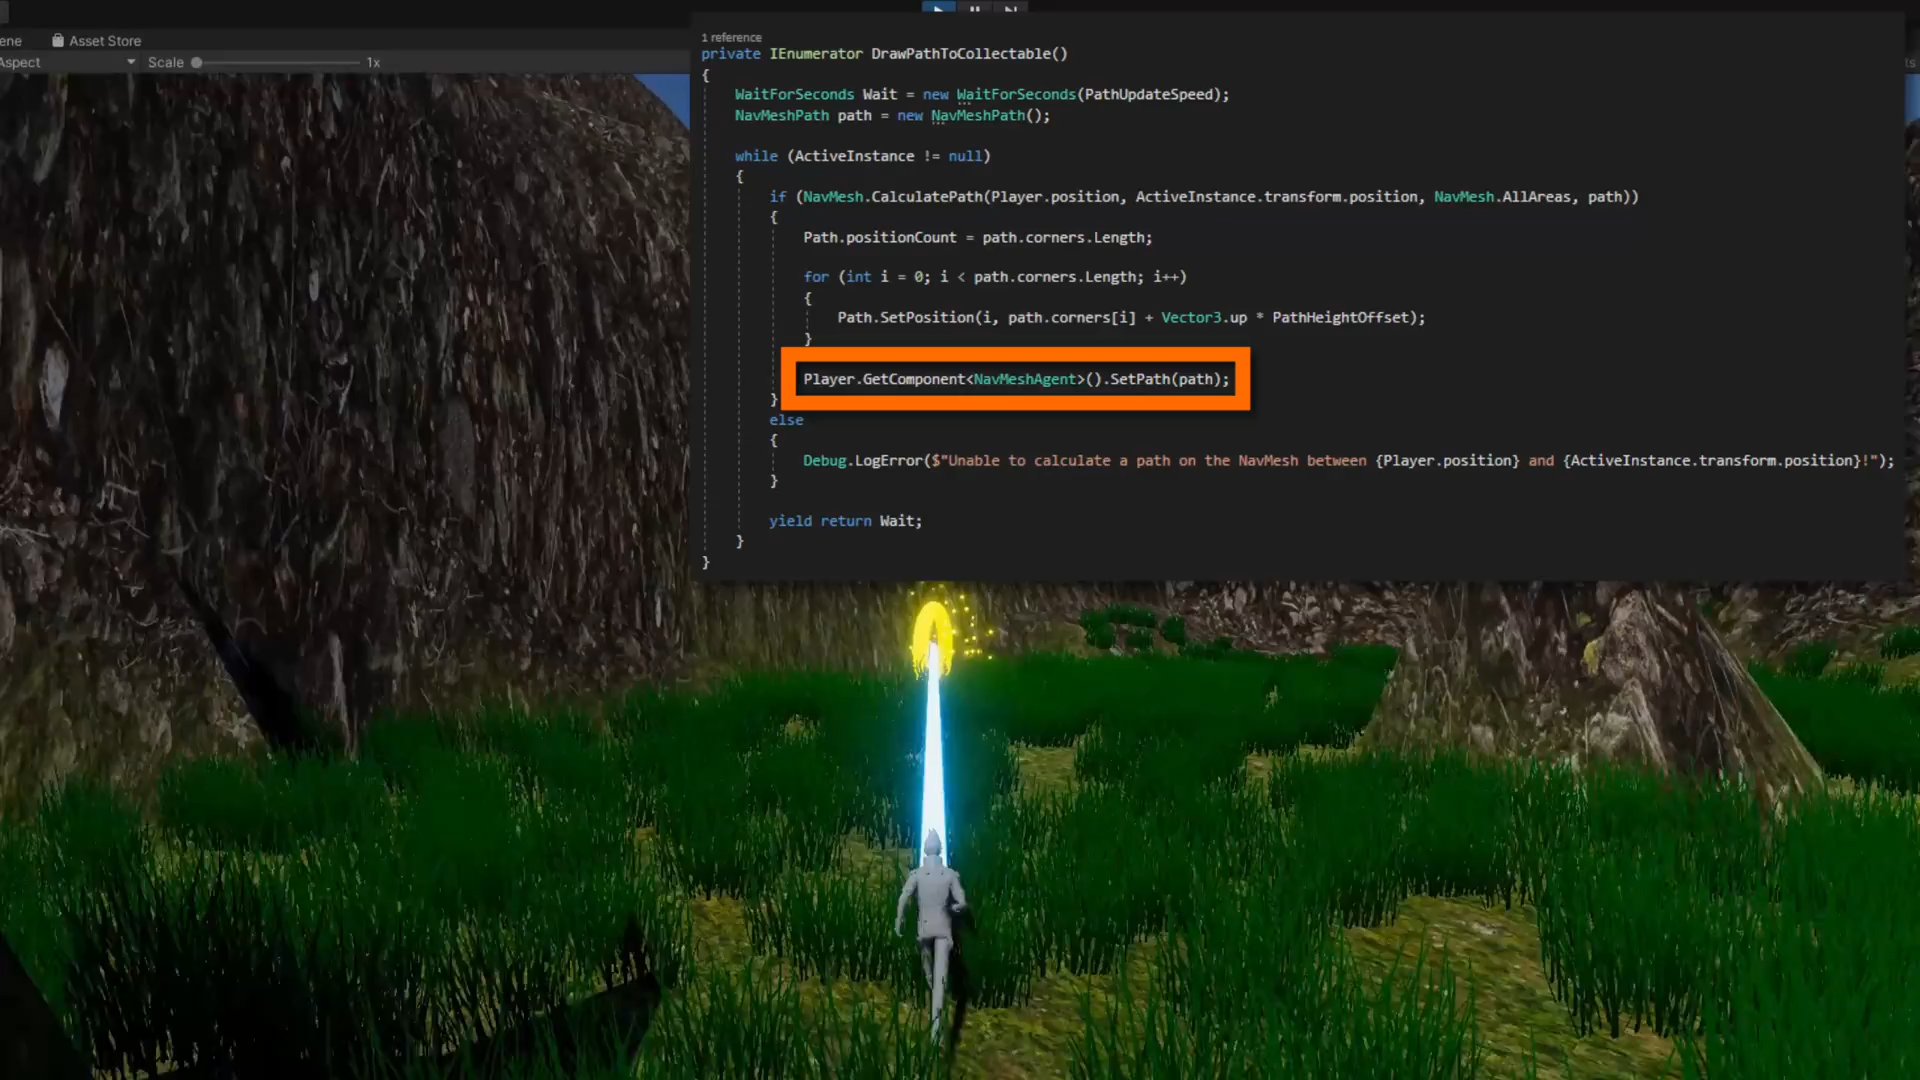 ene
Asset Store
Aspect
Scale
1x
ts
1 reference
private IEnumerator DrawPathToCollectable()
{
WaitForSeconds Wait = new WaitForSeconds(PathUpdateSpeed);
NavMeshPath path = new NavMeshPath();
while (ActiveInstance != null)
{
if (NavMesh.CalculatePath(Player.position, ActiveInstance.transform.position, NavMesh.AllAreas, path))
{
Path.positionCount = path.corners.Length;
for (int i = 0; i < path.corners.Length; i++)
{
Path.SetPosition(i, path.corners[i] + Vector3.up * PathHeightOffset);
}
Player.GetComponent<NavMeshAgent>().SetPath(path);
}
else
{
Debug.LogError($"Unable to calculate a path on the NavMesh between {Player.position} and {ActiveInstance.transform.position}!");
}
yield return Wait;
}
}